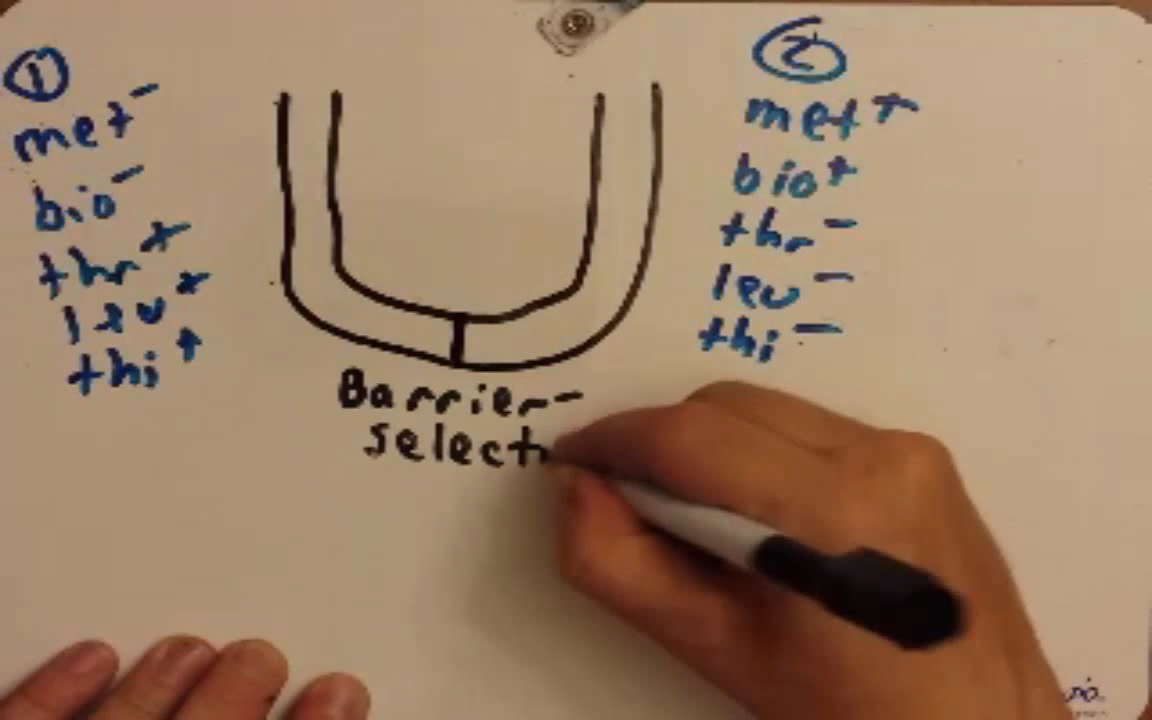 1
met-
bio-
thr+
leu+
thi+
2
met+
bio+
thr-
leu-
thi-
Barrier-
select